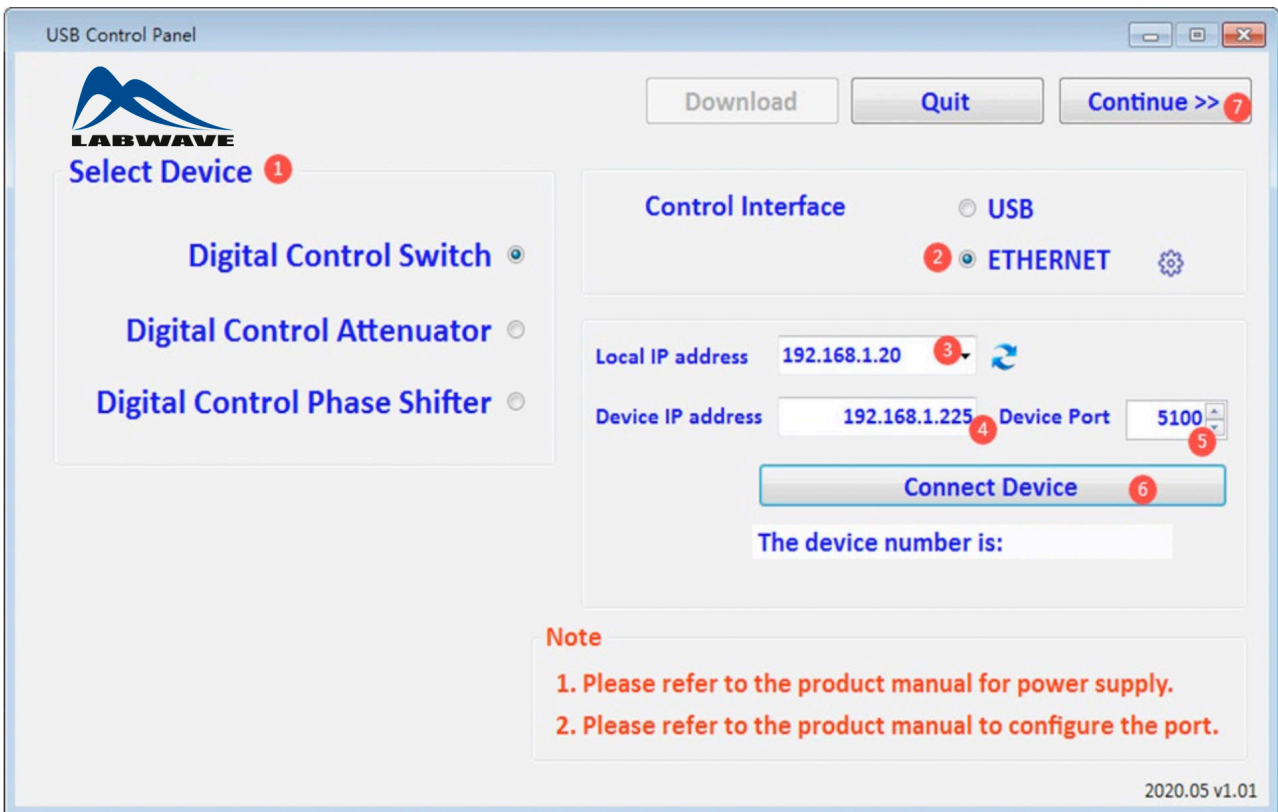 USB Control Panel
LABWAVE
Download
Quit
Continue >> 7
Select Device 1
Digital Control Switch
Digital Control Attenuator
Digital Control Phase Shifter
Control Interface
USB
2 ETHERNET
Local IP address 192.168.1.20 3
Device IP address 192.168.1.225 4 Device Port 5100 5
Connect Device 6
The device number is:
Note
1. Please refer to the product manual for power supply.
2. Please refer to the product manual to configure the port.
2020.05 v1.01